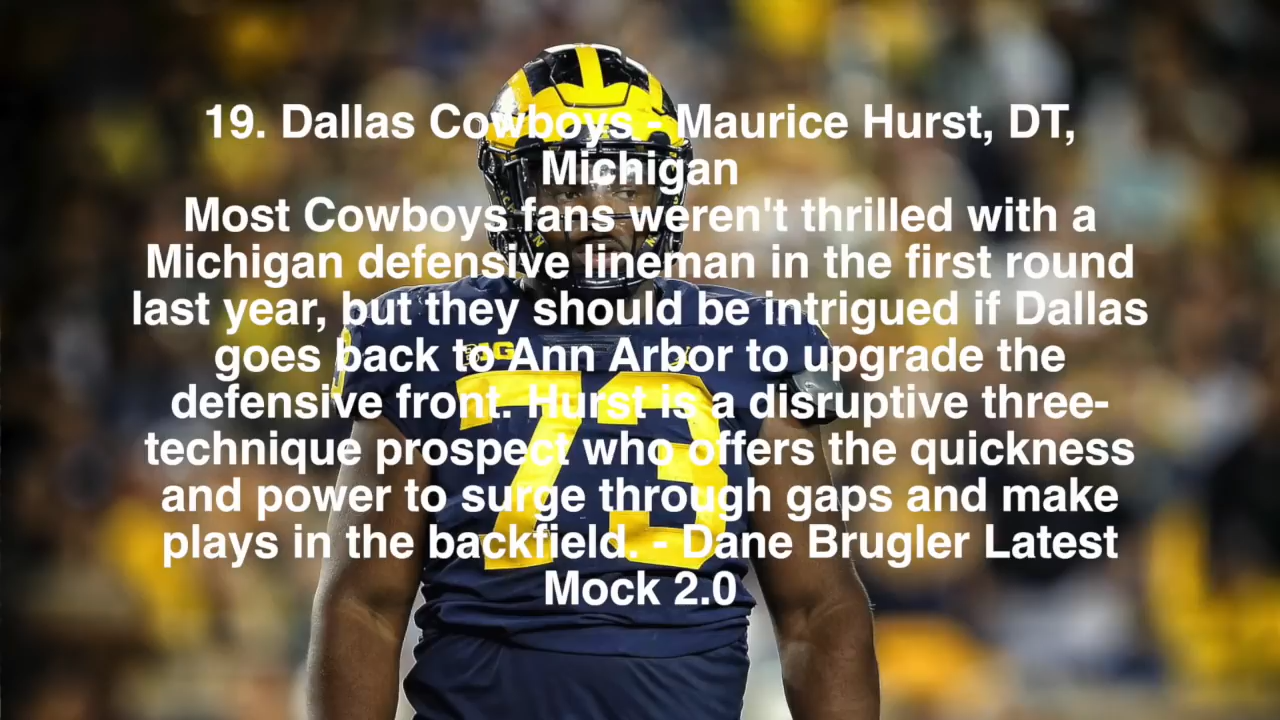 19. Dallas Cowboys - Maurice Hurst, DT,
Michigan
Most Cowboys fans weren't thrilled with a
Michigan defensive lineman in the first round
last year, but they should be intrigued if Dallas
goes back to Ann Arbor to upgrade the
defensive front. Hurst is a disruptive three-
technique prospect who offers the quickness
and power to surge through gaps and make
plays in the backfield. - Dane Brugler Latest
Mock 2.0
73